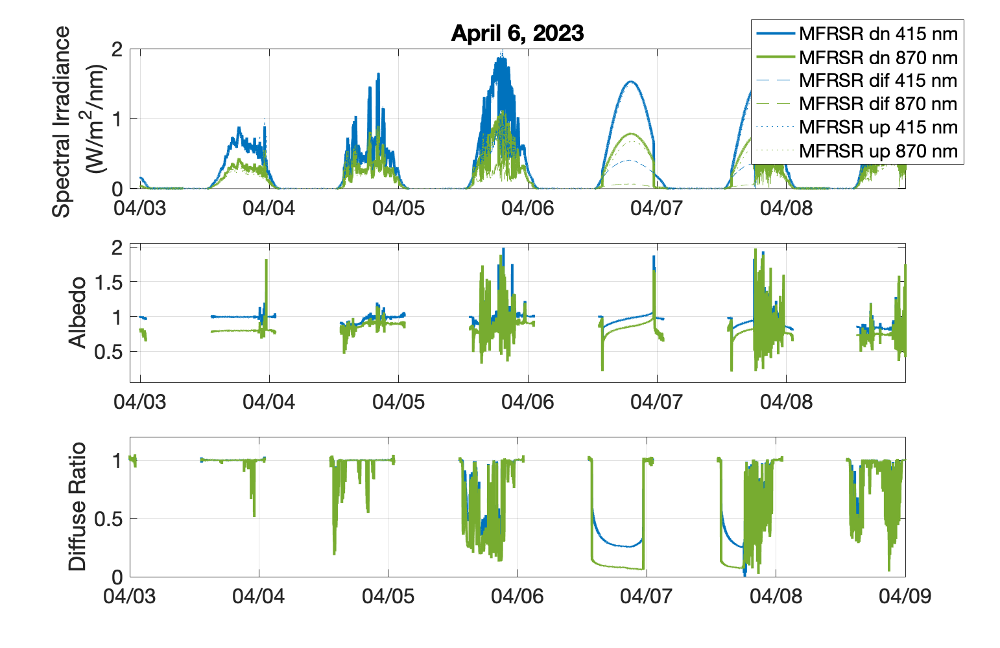 April 6, 2023
MFRSR dn 415 nm
MFRSR dn 870 nm
MFRSR dif 415 nm
MFRSR dif 870 nm
MFRSR up 415 nm
MFRSR up 870 nm
Spectral Irradiance
(W/m²/nm)
2
1
0
04/03 04/04 04/05 04/06 04/07 04/08
Albedo
2
1.5
1
0.5
04/03 04/04 04/05 04/06 04/07 04/08
Diffuse Ratio
1
0.5
0
04/03 04/04 04/05 04/06 04/07 04/08 04/09